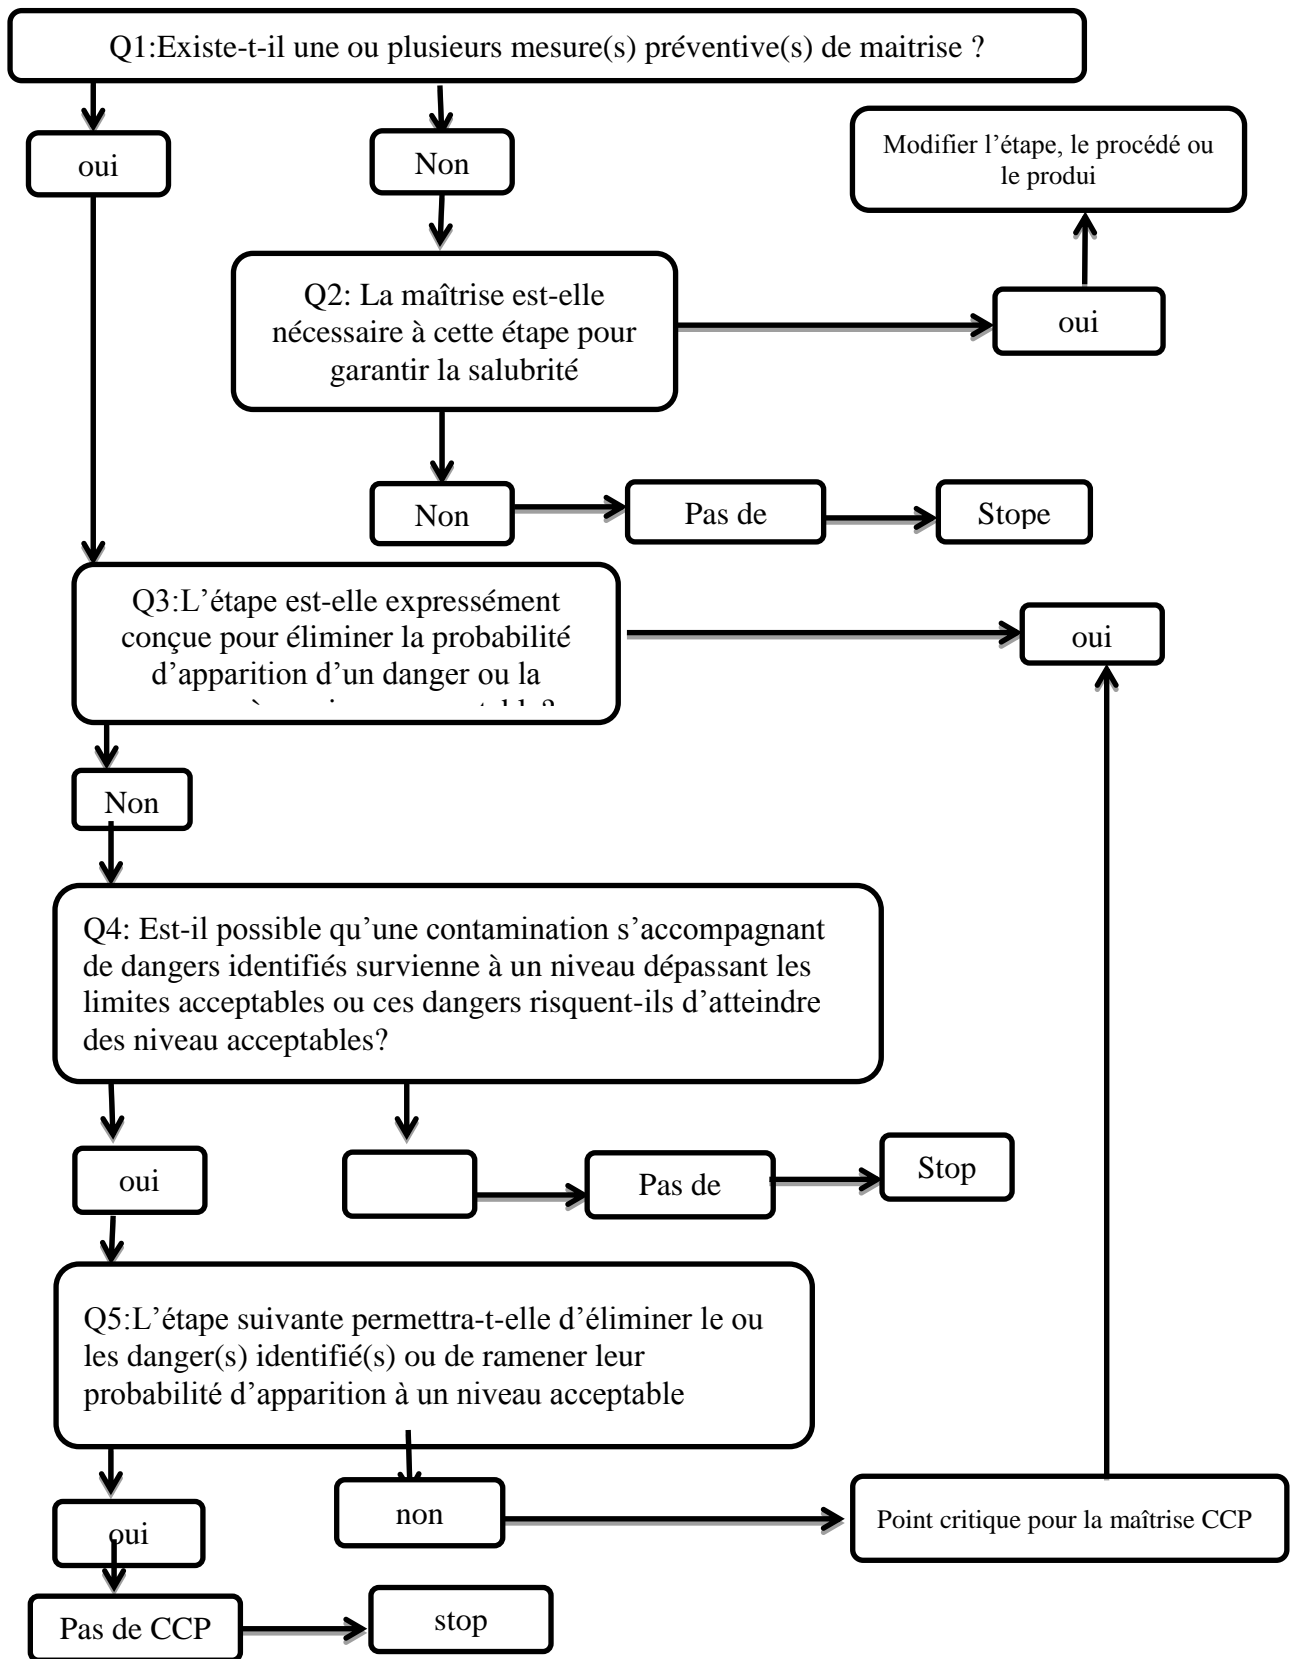 Q1:Existe-t-il une ou plusieurs mesure(s) préventive(s) de maitrise ?
oui
Non
Modifier l’étape, le procédé ou
le produi
Q2: La maîtrise est-elle
nécessaire à cette étape pour
garantir la salubrité
oui
Non
Pas de
Stope
Q3:L’étape est-elle expressément
conçue pour éliminer la probabilité
d’apparition d’un danger ou la
oui
Non
Q4: Est-il possible qu’une contamination s’accompagnant
de dangers identifiés survienne à un niveau dépassant les
limites acceptables ou ces dangers risquent-ils d’atteindre
des niveau acceptables?
oui
Pas de
Stop
Q5:L’étape suivante permettra-t-elle d’éliminer le ou
les danger(s) identifié(s) ou de ramener leur
probabilité d’apparition à un niveau acceptable
oui
non
Point critique pour la maîtrise CCP
Pas de CCP
stop